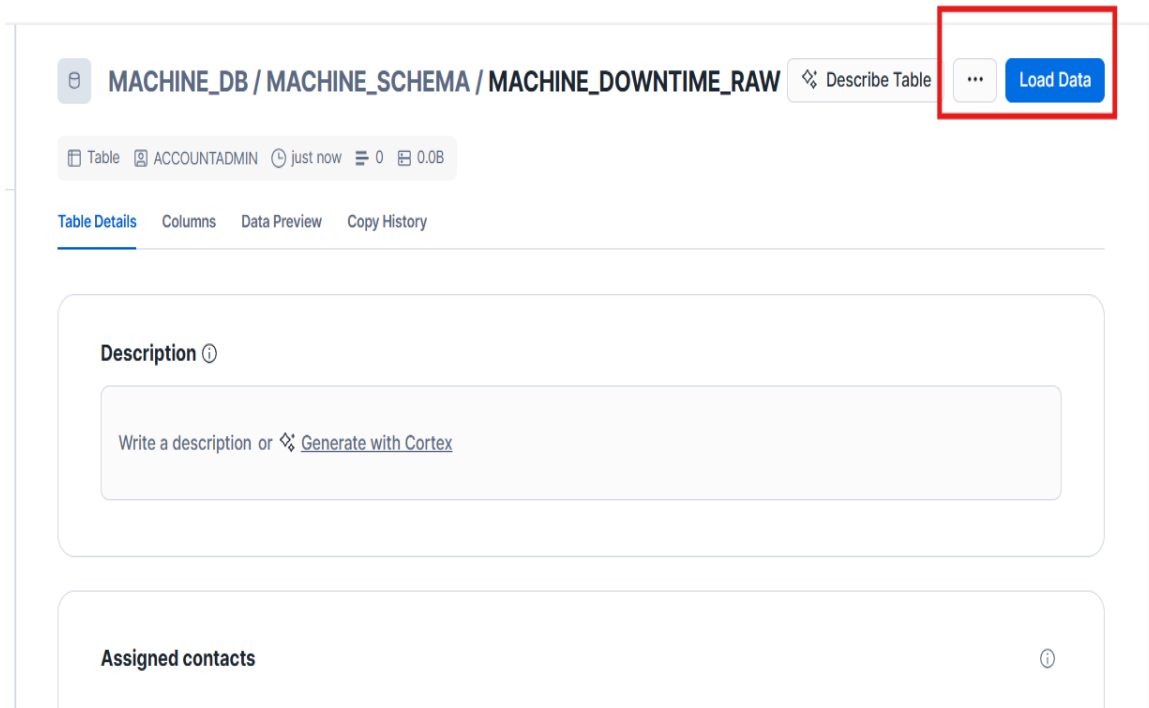 MACHINE_DB / MACHINE_SCHEMA / MACHINE_DOWNTIME_RAW Describe Table ... Load Data
Table ACCOUNTADMIN just now 0 0.0B
Table Details Columns Data Preview Copy History
Description
Write a description or Generate with Cortex
Assigned contacts